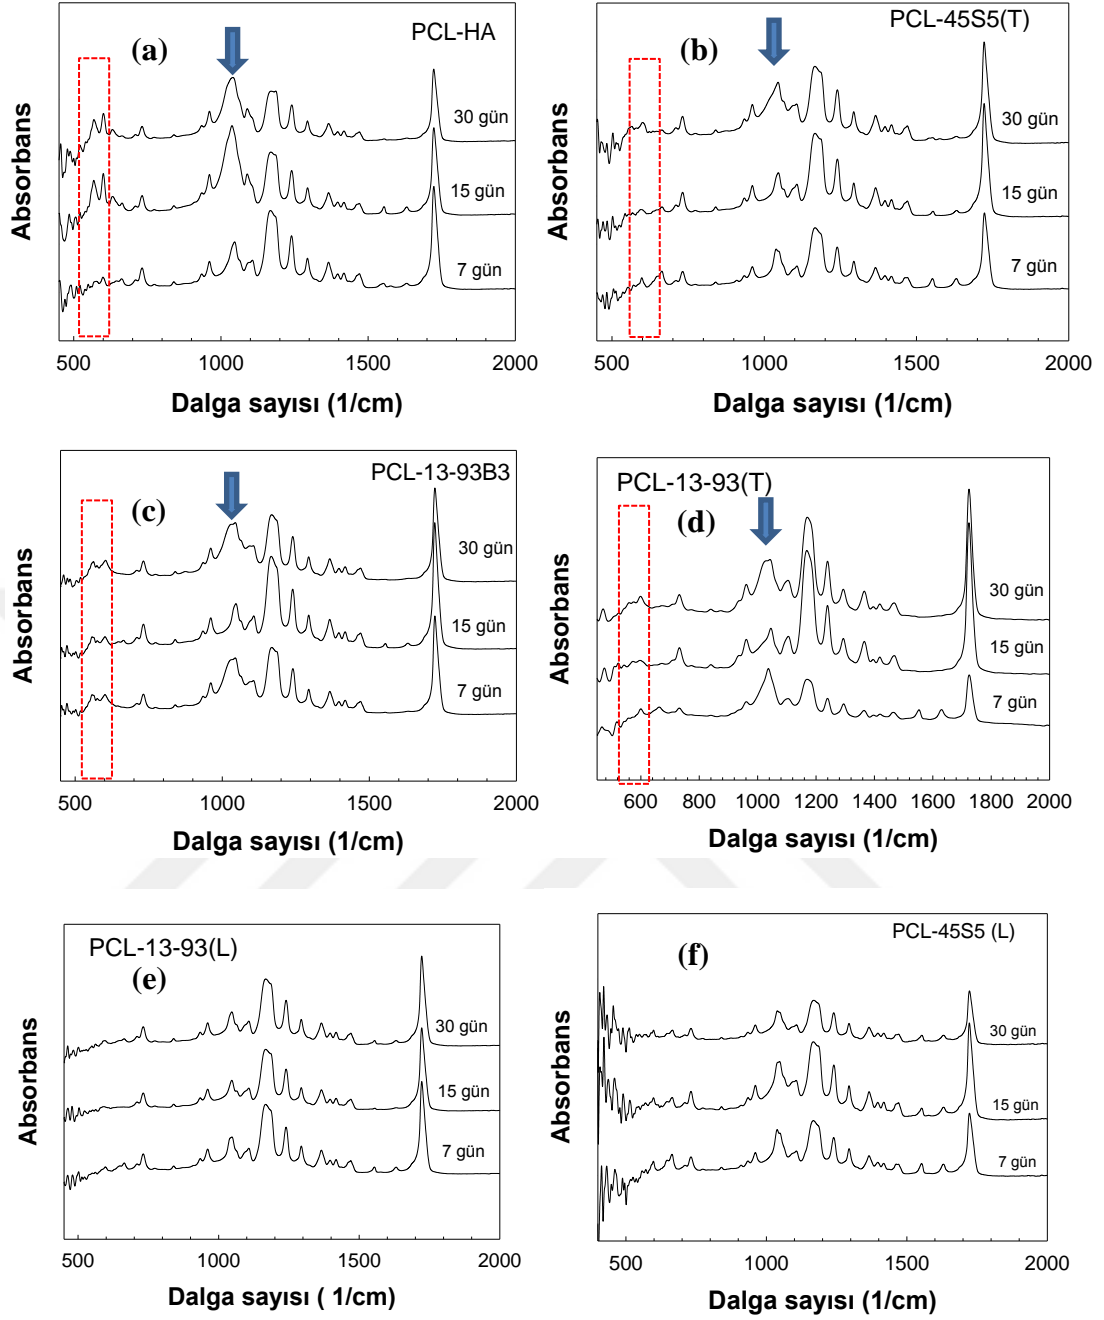 (a)
PCL-HA
30 gün
15 gün
7 gün
Absorbans
500
1000
1500
2000
Dalga sayısı (1/cm)
(b)
PCL-45S5(T)
30 gün
15 gün
7 gün
Absorbans
500
1000
1500
2000
Dalga sayısı (1/cm)
PCL-13-93B3
(c)
30 gün
15 gün
7 gün
Absorbans
500
1000
1500
2000
Dalga sayısı (1/cm)
PCL-13-93(T)
(d)
30 gün
15 gün
7 gün
Absorbans
600
800
1000
1200
1400
1600
1800
2000
Dalga sayısı (1/cm)
PCL-13-93(L)
(e)
30 gün
15 gün
7 gün
Absorbans
500
1000
1500
2000
Dalga sayısı ( 1/cm)
PCL-45S5 (L)
(f)
30 gün
15 gün
7 gün
Absorbans
500
1000
1500
2000
Dalga sayısı (1/cm)